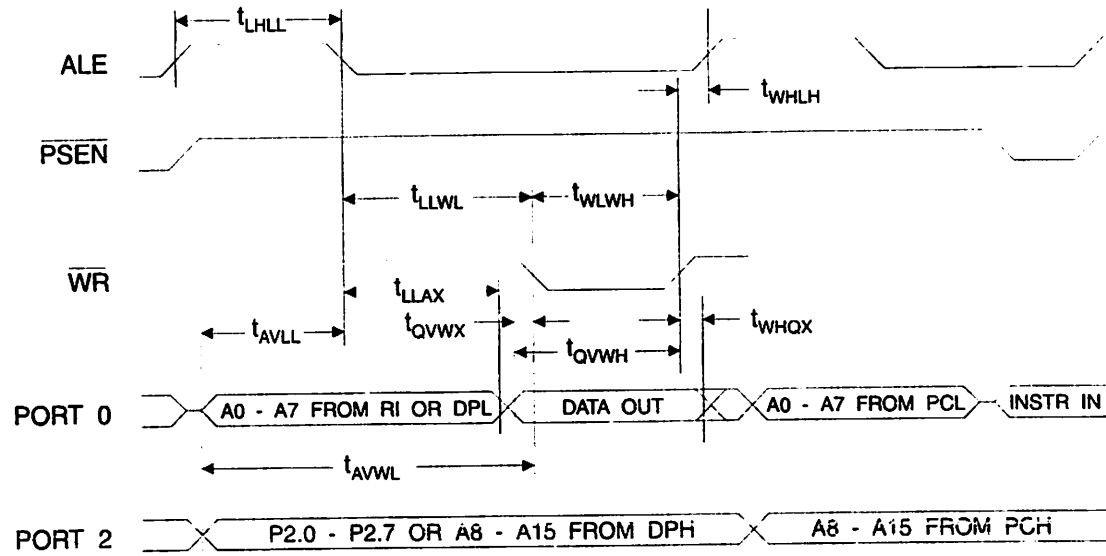 tLHLL
ALE
tWHLH
PSEN
tLLWL
tWLWH
WR
tLLAX
tQVWX
tWHQX
tAVLL
tQVWH
PORT 0
A0 - A7 FROM RI OR DPL
DATA OUT
A0 - A7 FROM PCL
INSTR IN
tAVWL
PORT 2
P2.0 - P2.7 OR A8 - A15 FROM DPH
A8 - A15 FROM PCH